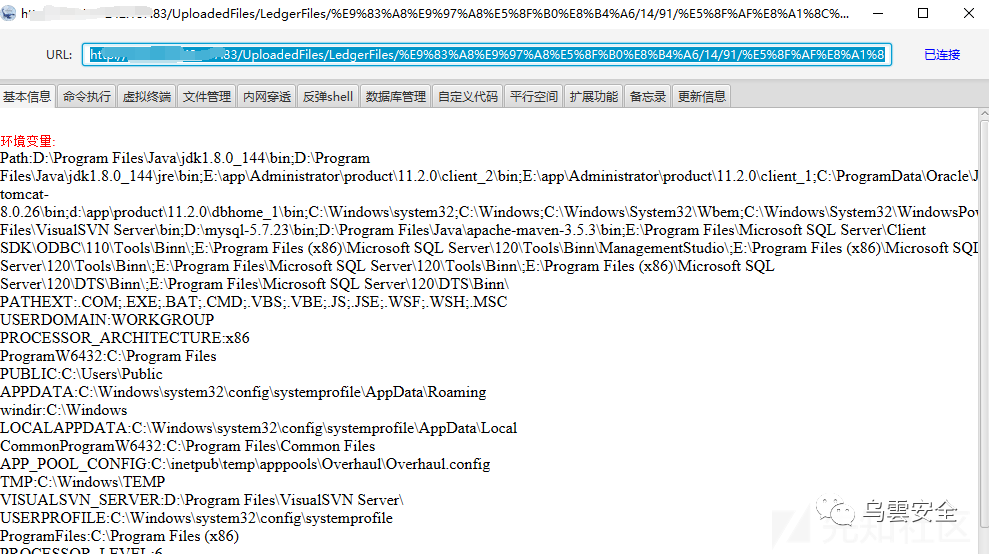 83/UploadedFiles/LedgerFiles/%E9%83%A8%E9%97%A8%E5%8F%B0%E8%B4%A6/14/91/%E5%8F%AF%E8%A1%8C%...
URL: http://83/UploadedFiles/LedgerFiles/%E9%83%A8%E9%97%A8%E5%8F%B0%E8%B4%A6/14/91/%E5%8F%AF%E8%A1%8 已连接
基本信息 命令执行 虚拟终端 文件管理 内网穿透 反弹shell 数据库管理 自定义代码 平行空间 扩展功能 备忘录 更新信息
环境变量:
Path:D:\Program Files\Java\jdk1.8.0_144\bin;D:\Program
Files\Java\jdk1.8.0_144\jre\bin;E:\app\Administrator\product\11.2.0\client_2\bin;E:\app\Administrator\product\11.2.0\client_1;C:\ProgramData\Oracle\J
tomcat-
8.0.26\bin;d:\app\product\11.2.0\dbhome_1\bin;C:\Windows\system32;C:\Windows;C:\Windows\System32\Wbem;C:\Windows\System32\WindowsPow
Files\VisualSVN Server\bin;D:\mysql-5.7.23\bin;D:\Program Files\Java\apache-maven-3.5.3\bin;E:\Program Files\Microsoft SQL Server\Client
SDK\ODBC\110\Tools\Binn\;E:\Program Files (x86)\Microsoft SQL Server\120\Tools\Binn\ManagementStudio\;E:\Program Files (x86)\Microsoft SQL
Server\120\Tools\Binn\;E:\Program Files\Microsoft SQL Server\120\Tools\Binn\;E:\Program Files (x86)\Microsoft SQL
Server\120\DTS\Binn\;E:\Program Files\Microsoft SQL Server\120\DTS\Binn\
PATHEXT:.COM;.EXE;.BAT;.CMD;.VBS;.VBE;.JS;.JSE;.WSF;.WSH;.MSC
USERDOMAIN:WORKGROUP
PROCESSOR_ARCHITECTURE:x86
ProgramW6432:C:\Program Files
PUBLIC:C:\Users\Public
APPDATA:C:\Windows\system32\config\systemprofile\AppData\Roaming
windir:C:\Windows
LOCALAPPDATA:C:\Windows\system32\config\systemprofile\AppData\Local
CommonProgramW6432:C:\Program Files\Common Files
APP_POOL_CONFIG:C:\inetpub\temp\apppools\Overhaul\Overhaul.config
TMP:C:\Windows\TEMP
VISUALSVN_SERVER:D:\Program Files\VisualSVN Server\
USERPROFILE:C:\Windows\system32\config\systemprofile
ProgramFiles:C:\Program Files (x86)
PROCESSOR_LEVEL:6
乌雲安全
先知社区